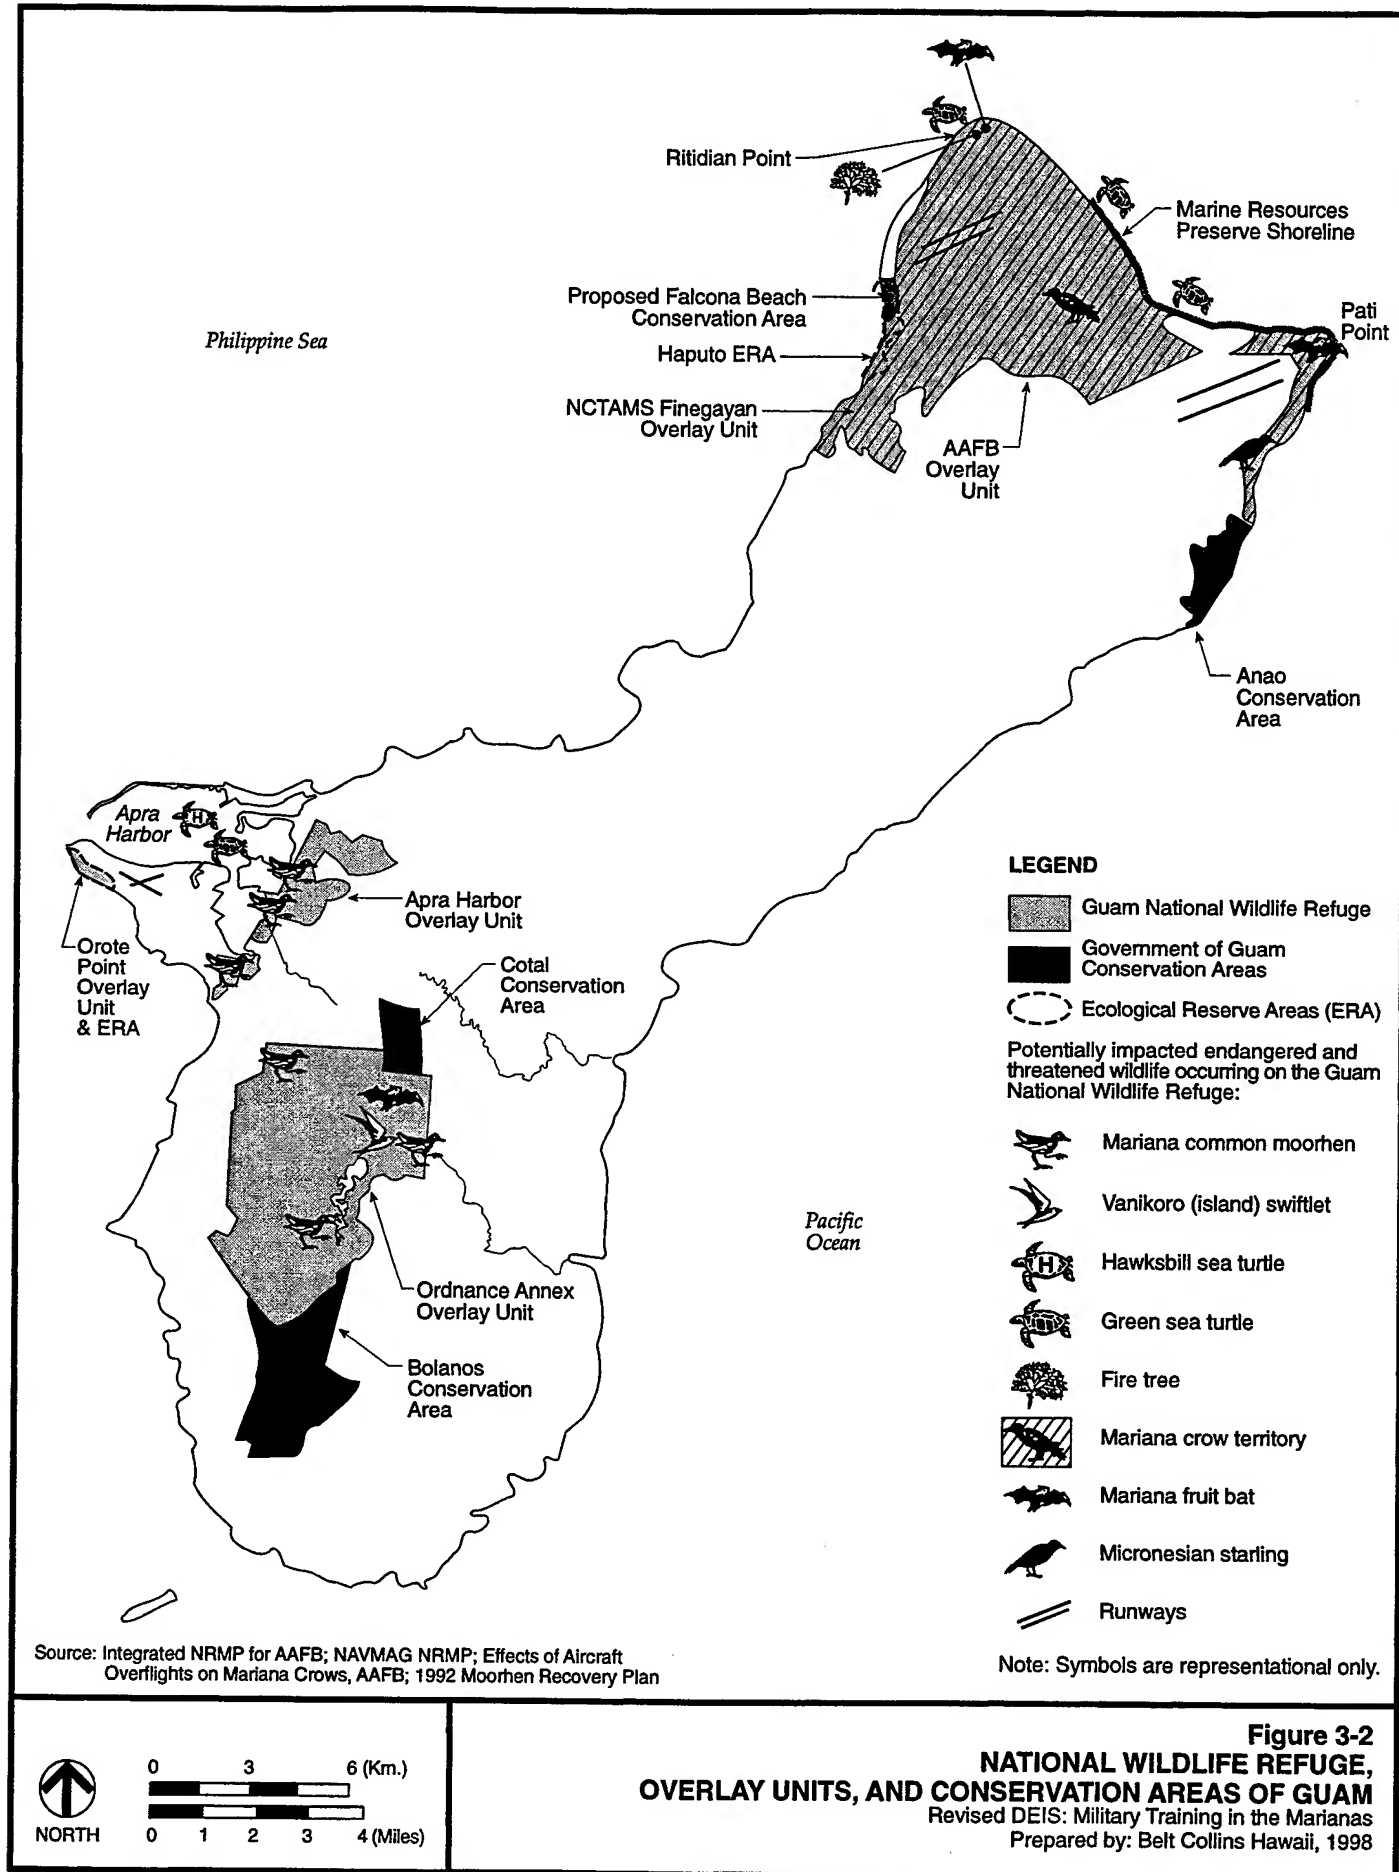 Ritidian Point
Marine Resources
Preserve Shoreline
Proposed Falcona Beach
Conservation Area
Pati
Point
Philippine Sea
Haputo ERA
NCTAMS Finegayan
Overlay Unit
AAFB
Overlay
Unit
Anao
Conservation
Area
Apra
Harbor
H
Apra Harbor
Overlay Unit
Orote
Point
Overlay
Unit
& ERA
Cotal
Conservation
Area
Pacific
Ocean
Ordnance Annex
Overlay Unit
Bolanos
Conservation
Area
LEGEND
Guam National Wildlife Refuge
Government of Guam
Conservation Areas
Ecological Reserve Areas (ERA)
Potentially impacted endangered and
threatened wildlife occurring on the Guam
National Wildlife Refuge:
Mariana common moorhen
Vanikoro (island) swiftlet
H
Hawksbill sea turtle
Green sea turtle
Fire tree
Mariana crow territory
Mariana fruit bat
Micronesian starling
Runways
Source: Integrated NRMP for AAFB; NAVMAG NRMP; Effects of Aircraft
Overflights on Mariana Crows, AAFB; 1992 Moorhen Recovery Plan
Note: Symbols are representational only.
NORTH
0 3 6 (Km.)
0 1 2 3 4 (Miles)
Figure 3-2
NATIONAL WILDLIFE REFUGE,
OVERLAY UNITS, AND CONSERVATION AREAS OF GUAM
Revised DEIS: Military Training in the Marianas
Prepared by: Belt Collins Hawaii, 1998